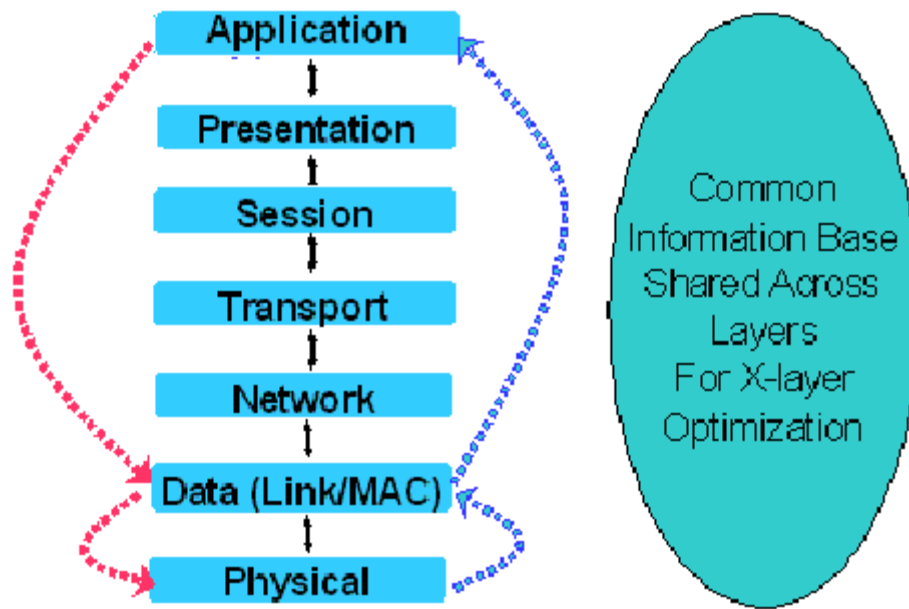 Application
Presentation
Session
Transport
Network
Data (Link/MAC)
Physical
Common
Information Base
Shared Across
Layers
For X-layer
Optimization